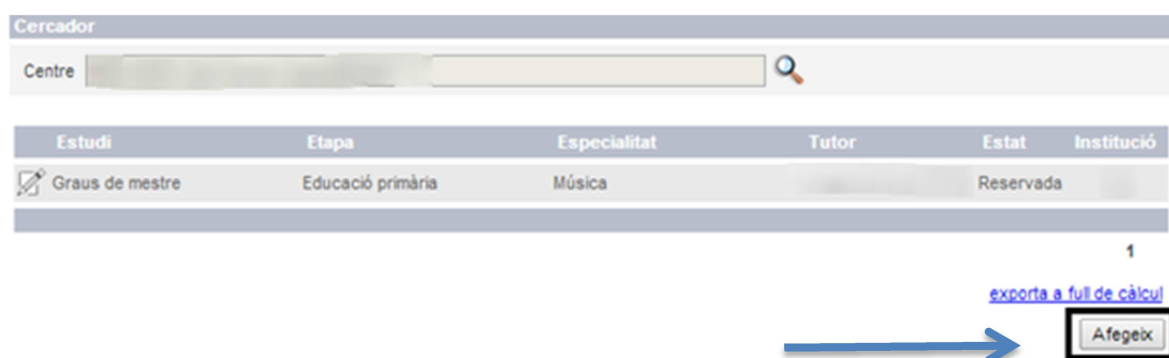 Cercador
Centre
Estudi Etapa Especialitat Tutor Estat Institució
Graus de mestre Educació primària Música Reservada
1
exporta a full de càlcul
Afegeix